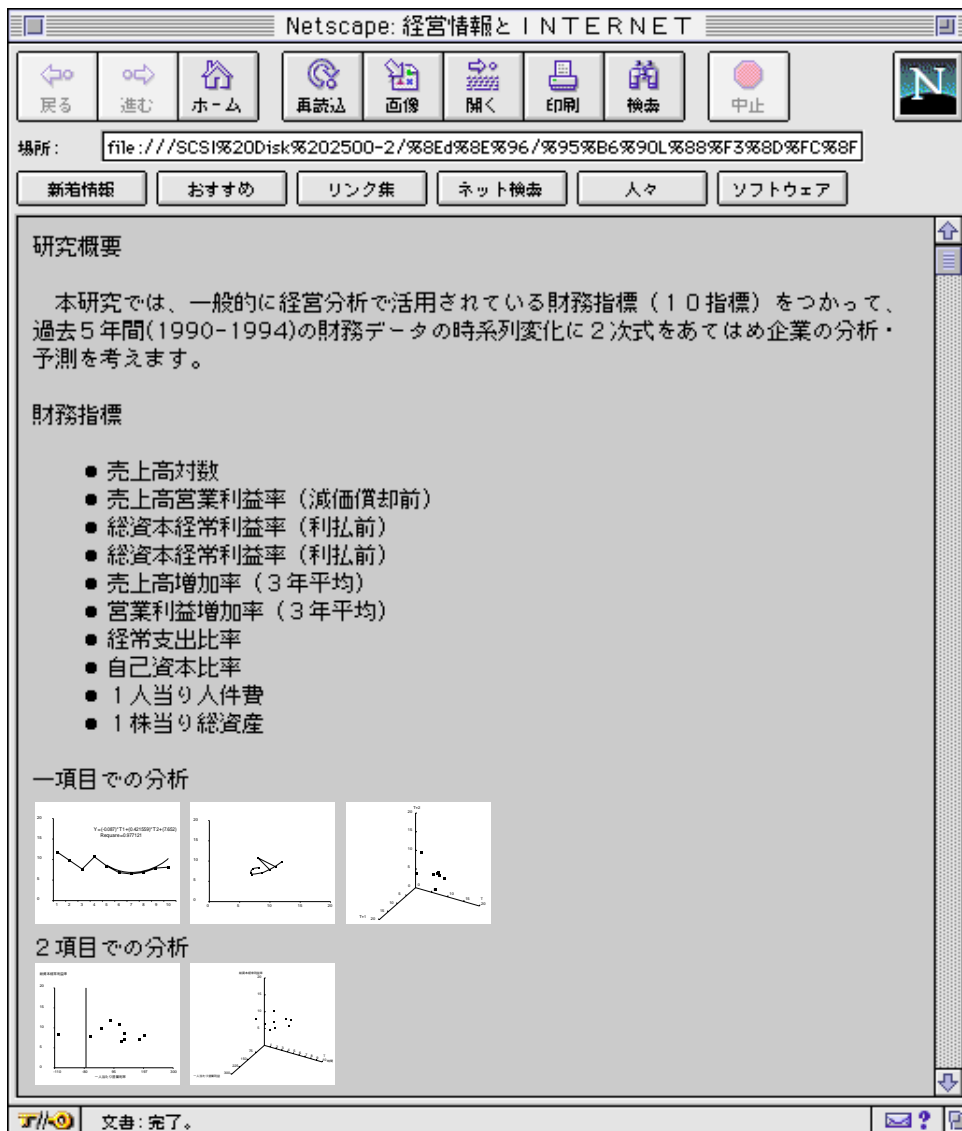 Netscape: 経営情報とＩＮＴＥＲＮＥＴ
戻る 進む ホーム 再読込 画像 開く 印刷 検索 中止
N
場所： file:///SCSI%20Disk%202500-2/%8Ed%8E%96/%95%B6%90L%88%F3%8D%FC%8F
新着情報 おすすめ リンク集 ネット検索 人々 ソフトウェア
研究概要
本研究では、一般的に経営分析で活用されている財務指標（１０指標）をつかって、
過去５年間(1990-1994)の財務データの時系列変化に２次式をあてはめ企業の分析・
予測を考えます。
財務指標
● 売上高対数
● 売上高営業利益率（減価償却前）
● 総資本経常利益率（利払前）
● 総資本経常利益率（利払前）
● 売上高増加率（３年平均）
● 営業利益増加率（３年平均）
● 経常支出比率
● 自己資本比率
● １人当り人件費
● １株当り総資産
一項目での分析
Y=(-0.087)*T1+(0.421559)*T2+(7.652)
Rsquare=0.977121
２項目での分析
文書：完了。